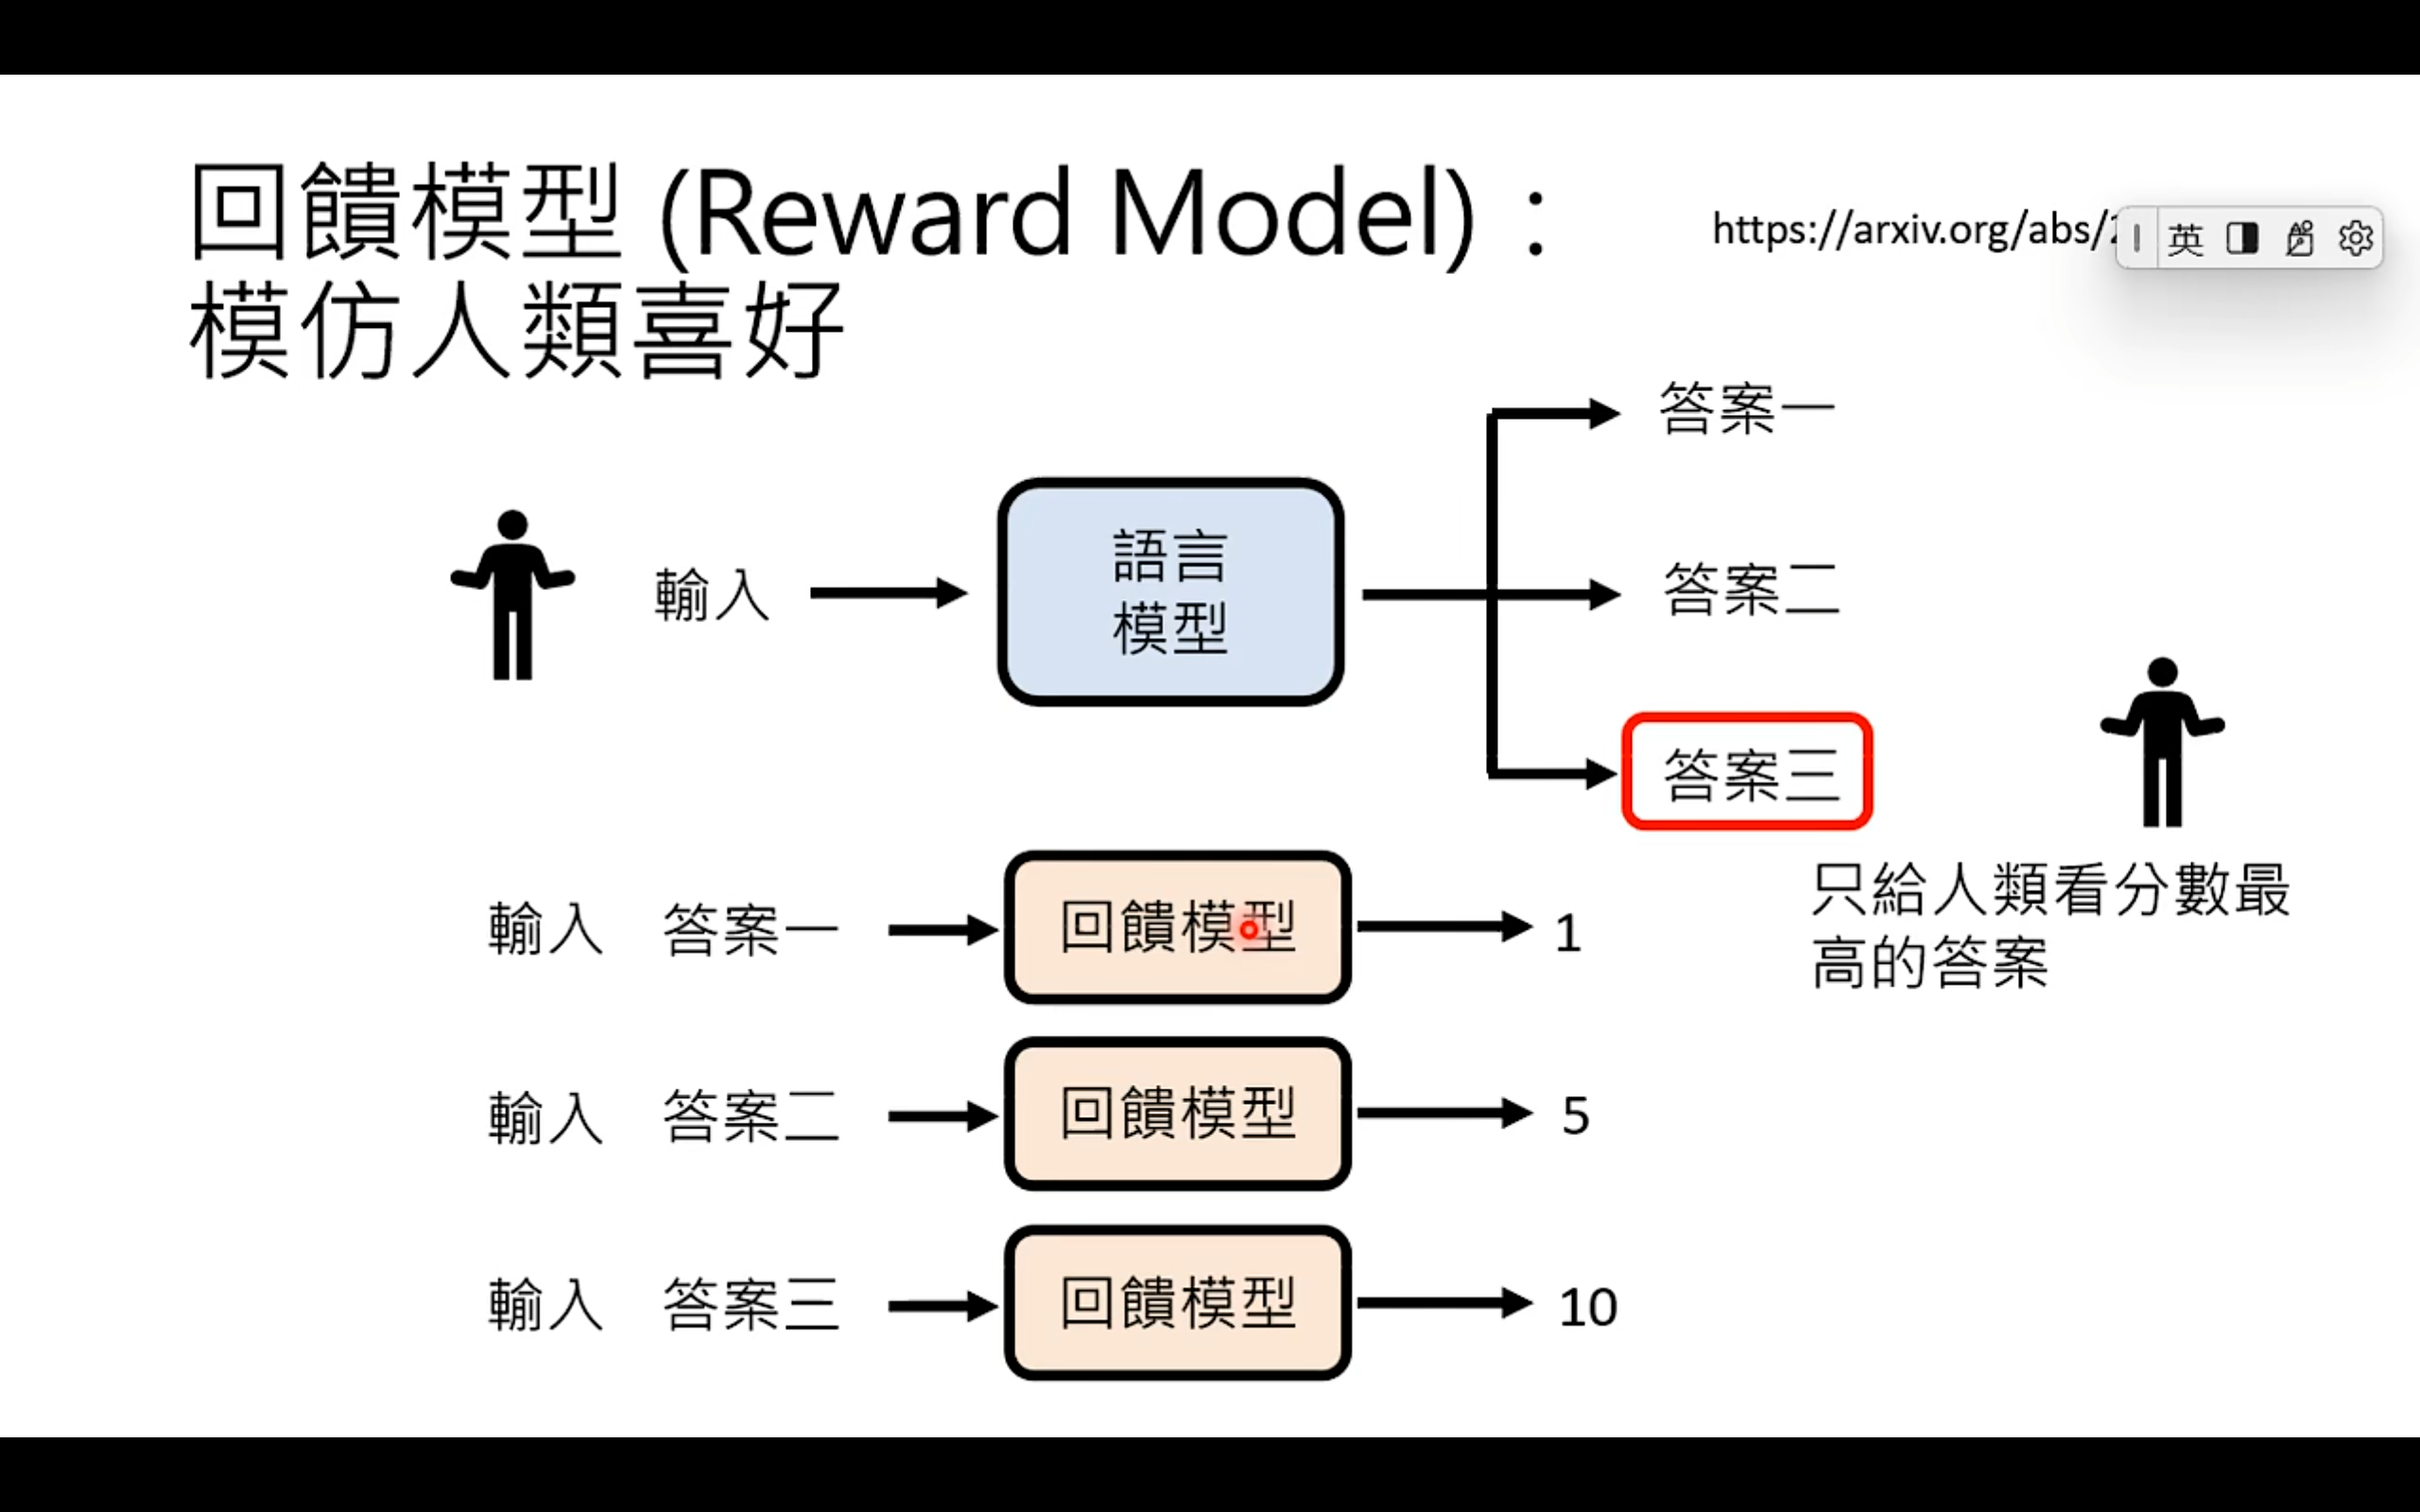 回饋模型 (Reward Model)：
模仿人類喜好
https://arxiv.org/abs/
英
答案一
輸入
語言
模型
答案二
答案三
只給人類看分數最
高的答案
輸入 答案一 回饋模型 1
輸入 答案二 回饋模型 5
輸入 答案三 回饋模型 10